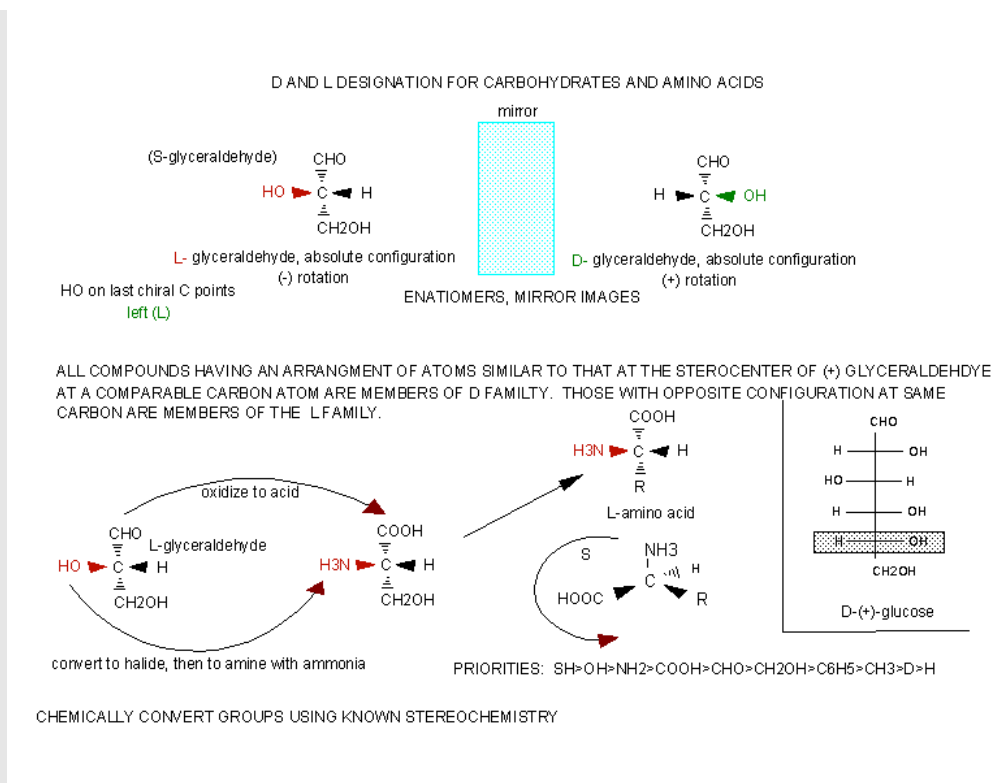 D AND L DESIGNATION FOR CARBOHYDRATES AND AMINO ACIDS
mirror
(S-glyceraldehyde)
CHO
HO C H
CH2OH
L- glyceraldehyde, absolute configuration
(-) rotation
HO on last chiral C points
left (L)
CHO
H C OH
CH2OH
D- glyceraldehyde, absolute configuration
(+) rotation
ENATIOMERS, MIRROR IMAGES
ALL COMPOUNDS HAVING AN ARRANGMENT OF ATOMS SIMILAR TO THAT AT THE STEROCENTER OF (+) GLYCERALDEHDYE
AT A COMPARABLE CARBON ATOM ARE MEMBERS OF D FAMILTY. THOSE WITH OPPOSITE CONFIGURATION AT SAME
CARBON ARE MEMBERS OF THE L FAMILY.
oxidize to acid
CHO
L-glyceraldehyde
HO C H
CH2OH
COOH
H3N C H
CH2OH
convert to halide, then to amine with ammonia
COOH
H3N C H
R
L-amino acid
S
NH3
C H
HOOC R
CHO
H OH
HO H
H OH
H OH
CH2OH
D-(+)-glucose
PRIORITIES: SH>OH>NH2>COOH>CHO>CH2OH>C6H5>CH3>D>H
CHEMICALLY CONVERT GROUPS USING KNOWN STEREOCHEMISTRY